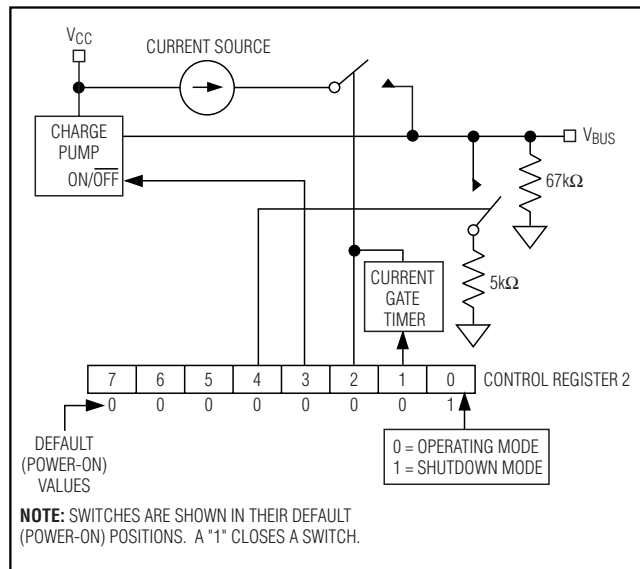 VCC
CURRENT SOURCE
CHARGE
PUMP
ON/OFF
VBUS
67kΩ
5kΩ
CURRENT
GATE
TIMER
7 6 5 4 3 2 1 0
CONTROL REGISTER 2
0 0 0 0 0 0 0 1
DEFAULT
(POWER-ON)
VALUES
0 = OPERATING MODE
1 = SHUTDOWN MODE
NOTE: SWITCHES ARE SHOWN IN THEIR DEFAULT
(POWER-ON) POSITIONS. A "1" CLOSES A SWITCH.